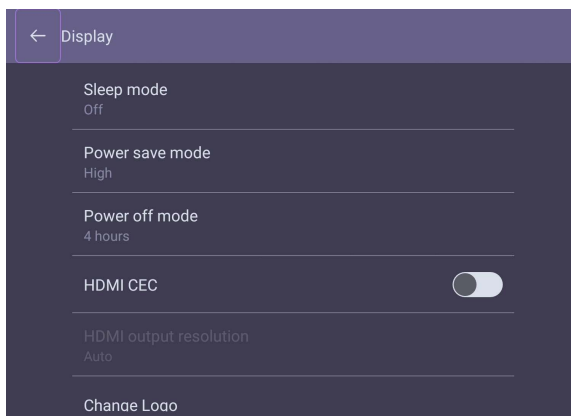 Display
Sleep mode
Off
Power save mode
High
Power off mode
4 hours
HDMI CEC
HDMI output resolution
Auto
Change Logo